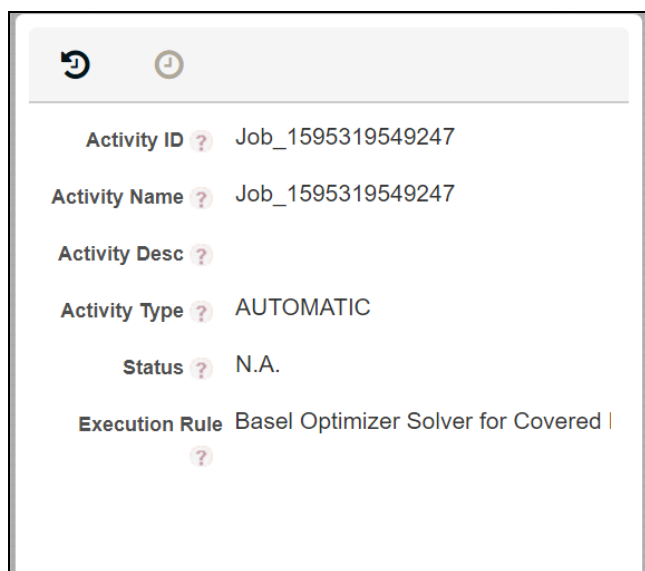 Activity ID ? Job_1595319549247
Activity Name ? Job_1595319549247
Activity Desc ?
Activity Type ? AUTOMATIC
Status ? N.A.
Execution Rule Basel Optimizer Solver for Covered
?